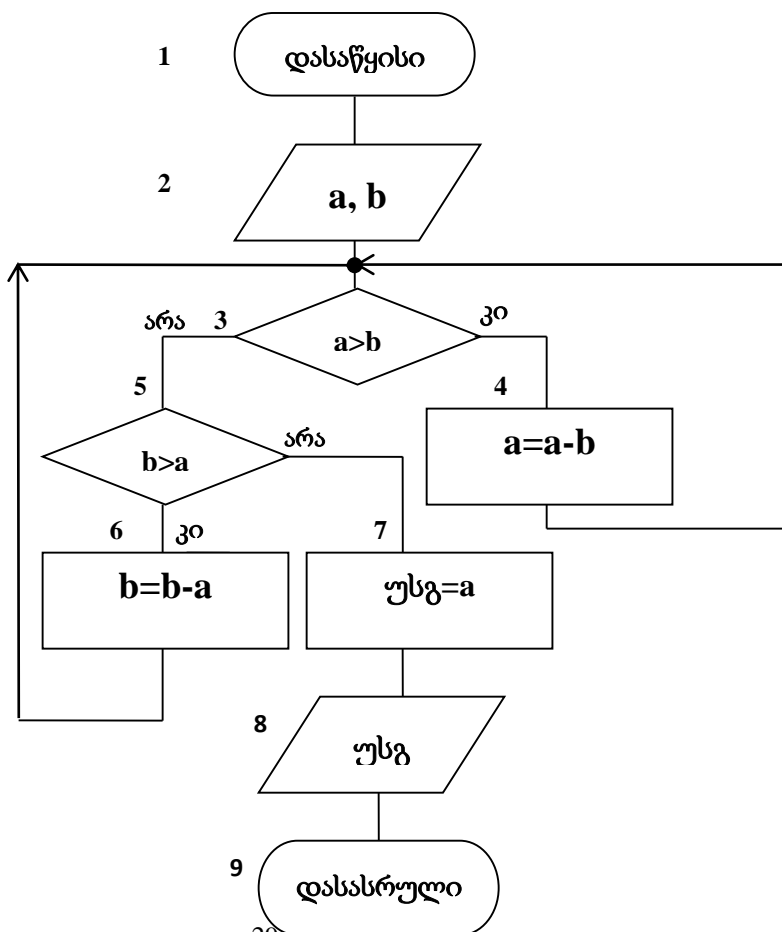 1
დასაწყისი
2
a, b
არა
3
a>b
კი
5
4
b>a
არა
a=a-b
6
კი
7
b=b-a
უსგ=a
8
უსგ
9
დასასრული